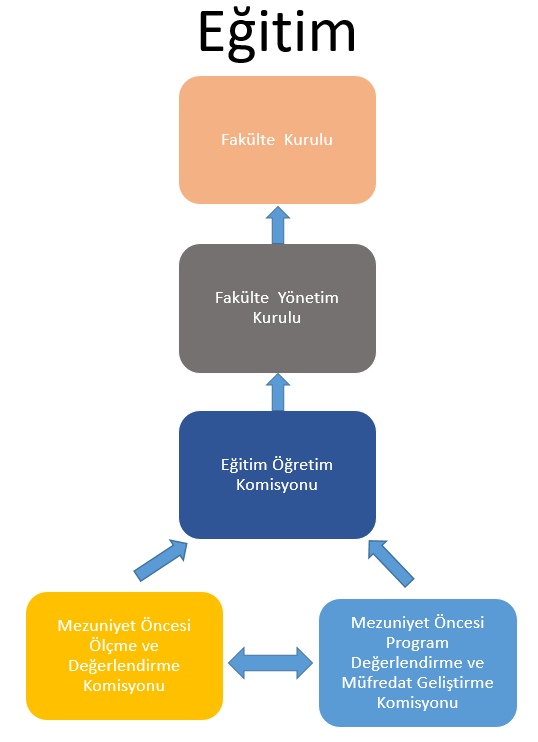 Eğitim
Fakülte  Kurulu
Fakülte  Yönetim
Kurulu
Eğitim Öğretim
Komisyonu
Mezuniyet Öncesi
Ölçme ve
Değerlendirme
Komisyonu
Mezuniyet Öncesi
Program
Değerlendirme ve
Müfredat Geliştirme
Komisyonu